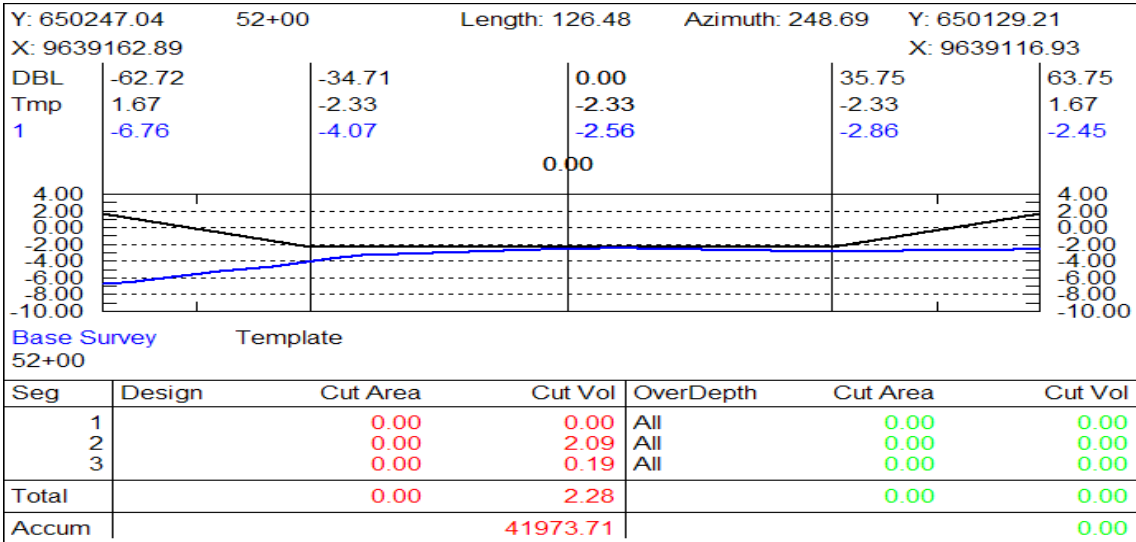 Y: 650247.04 52+00 Length: 126.48 Azimuth: 248.69 Y: 650129.21
X: 9639162.89 X: 9639116.93
DBL -62.72 -34.71 0.00 35.75 63.75
Tmp 1.67 -2.33 -2.33 -2.33 1.67
1 -6.76 -4.07 -2.56 -2.86 -2.45
0.00
4.00 4.00
2.00 2.00
0.00 0.00
-2.00 -2.00
-4.00 -4.00
-6.00 -6.00
-8.00 -8.00
-10.00 -10.00
Base Survey Template
52+00
Seg Design Cut Area Cut Vol OverDepth Cut Area Cut Vol
1 0.00 0.00 All 0.00 0.00
2 0.00 2.09 All 0.00 0.00
3 0.00 0.19 All 0.00 0.00
Total 0.00 2.28 0.00 0.00
Accum 41973.71 0.00